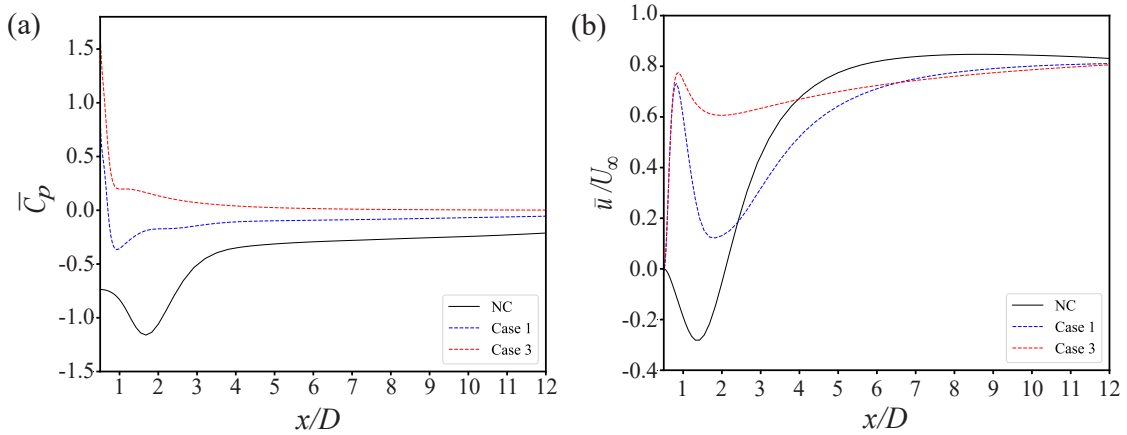 (a)
1.5
1.0
0.5
0.0
-0.5
-1.0
-1.5
C̅p
1 2 3 4 5 6 7 8 9 10 11 12
x/D
NC
Case 1
Case 3
(b)
1.0
0.8
0.6
0.4
0.2
0.0
-0.2
-0.4
ū/U∞
1 2 3 4 5 6 7 8 9 10 11 12
x/D
NC
Case 1
Case 3